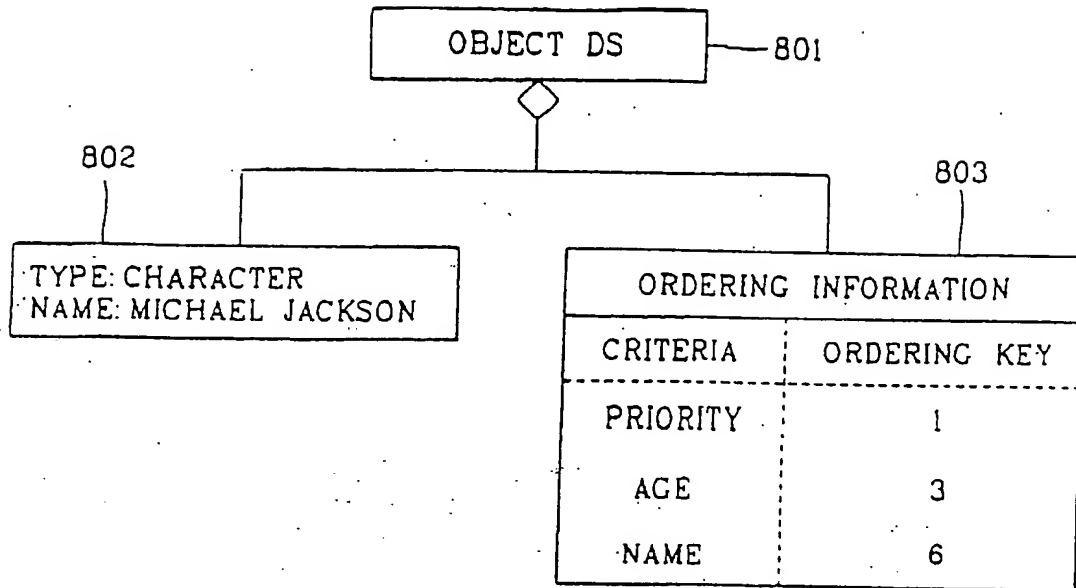 OBJECT DS
801
802
803
TYPE: CHARACTER
NAME: MICHAEL JACKSON
ORDERING INFORMATION
CRITERIA ORDERING KEY
PRIORITY 1
AGE 3
NAME 6